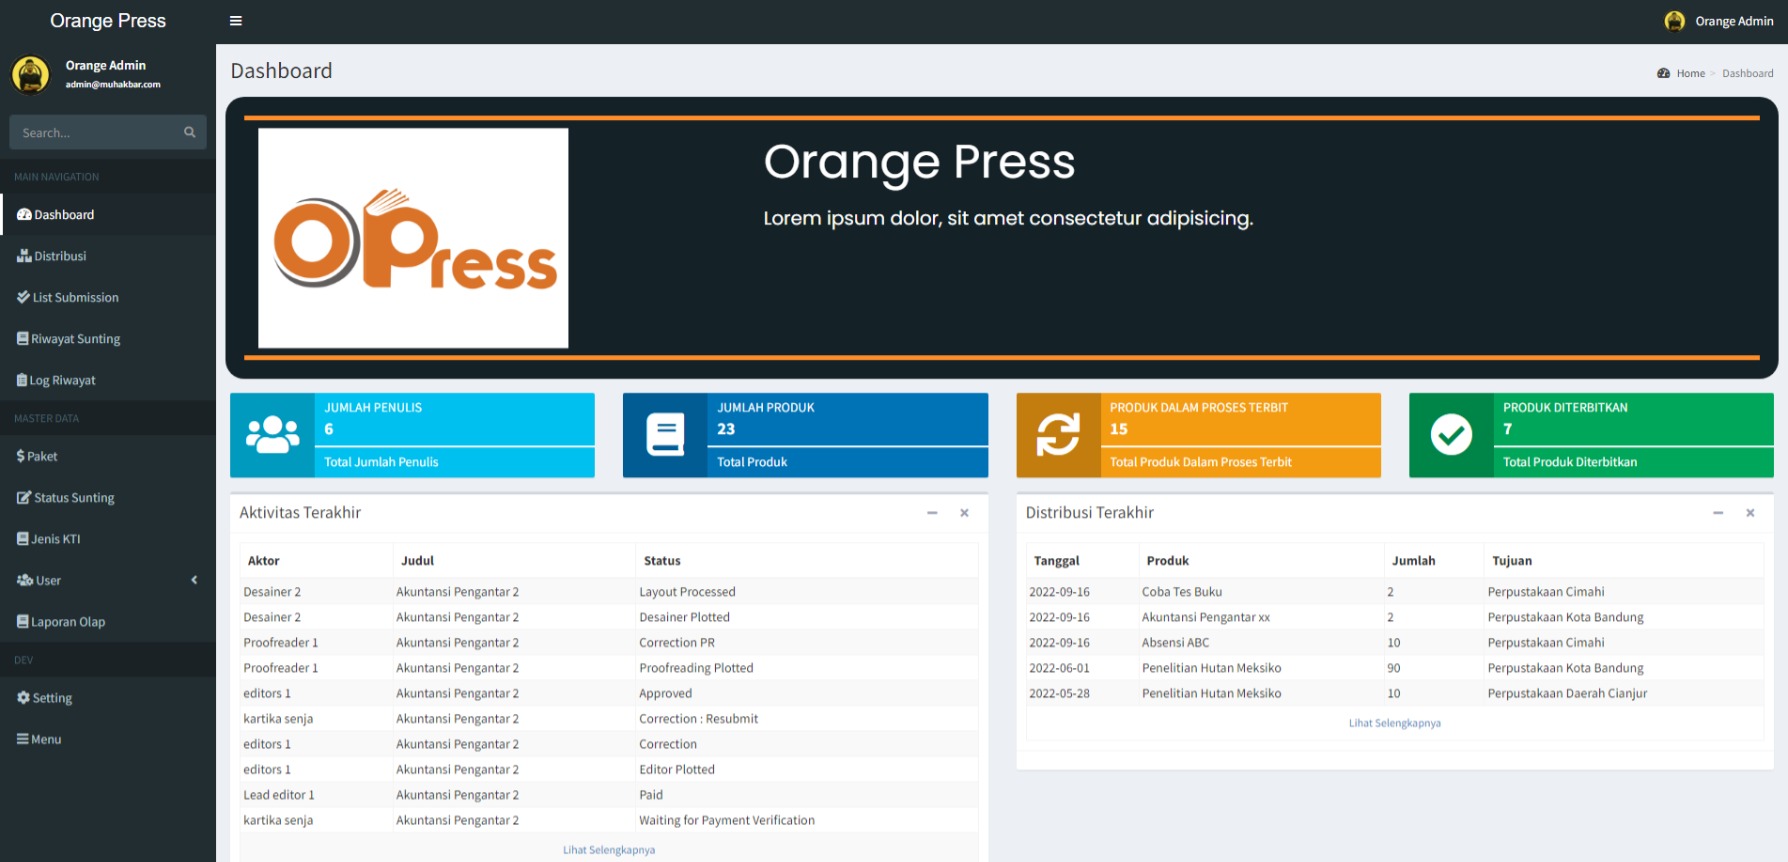 Orange Press
Orange Admin
Orange Admin
admin@muhakbar.com
Search...
MAIN NAVIGATION
Dashboard
Distribusi
List Submission
Riwayat Sunting
Log Riwayat
MASTER DATA
Paket
Status Sunting
Jenis KTI
User
Laporan Olap
DEV
Setting
Menu
Dashboard
Home > Dashboard
OPress
Orange Press
Lorem ipsum dolor, sit amet consectetur adipisicing.
JUMLAH PENULIS
6
Total Jumlah Penulis
JUMLAH PRODUK
23
Total Produk
PRODUK DALAM PROSES TERBIT
15
Total Produk Dalam Proses Terbit
PRODUK DITERBITKAN
7
Total Produk Diterbitkan
Aktivitas Terakhir
Aktor Judul Status
Desainer 2 Akuntansi Pengantar 2 Layout Processed
Desainer 2 Akuntansi Pengantar 2 Desainer Plotted
Proofreader 1 Akuntansi Pengantar 2 Correction PR
Proofreader 1 Akuntansi Pengantar 2 Proofreading Plotted
editors 1 Akuntansi Pengantar 2 Approved
kartika senja Akuntansi Pengantar 2 Correction : Resubmit
editors 1 Akuntansi Pengantar 2 Correction
editors 1 Akuntansi Pengantar 2 Editor Plotted
Lead editor 1 Akuntansi Pengantar 2 Paid
kartika senja Akuntansi Pengantar 2 Waiting for Payment Verification
Lihat Selengkapnya
Distribusi Terakhir
Tanggal Produk Jumlah Tujuan
2022-09-16 Coba Tes Buku 2 Perpustakaan Cimahi
2022-09-16 Akuntansi Pengantar xx 2 Perpustakaan Kota Bandung
2022-09-16 Absensi ABC 10 Perpustakaan Cimahi
2022-06-01 Penelitian Hutan Meksiko 90 Perpustakaan Kota Bandung
2022-05-28 Penelitian Hutan Meksiko 10 Perpustakaan Daerah Cianjur
Lihat Selengkapnya